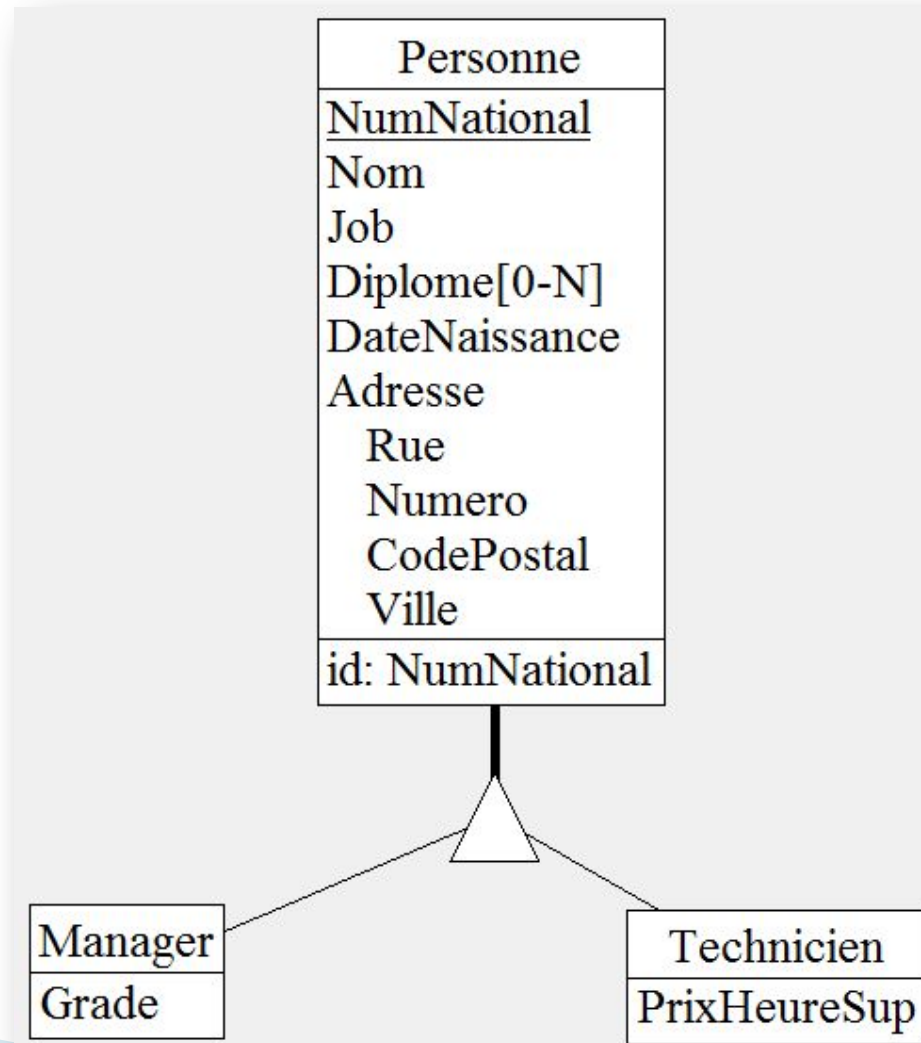 Personne
NumNational
Nom
Job
Diplome[0-N]
DateNaissance
Adresse
Rue
Numero
CodePostal
Ville
id: NumNational
Manager
Grade
Technicien
PrixHeureSup